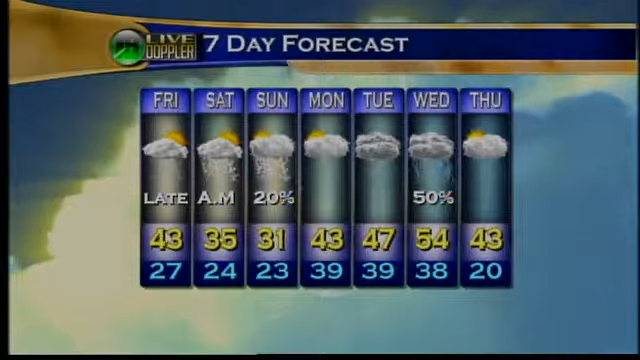 LIVE
DOPPLER
7 DAY FORECAST
FRI SAT SUN MON TUE WED THU
LATE A.M 20% 50%
43 35 31 43 47 54 43
27 24 23 39 39 38 20